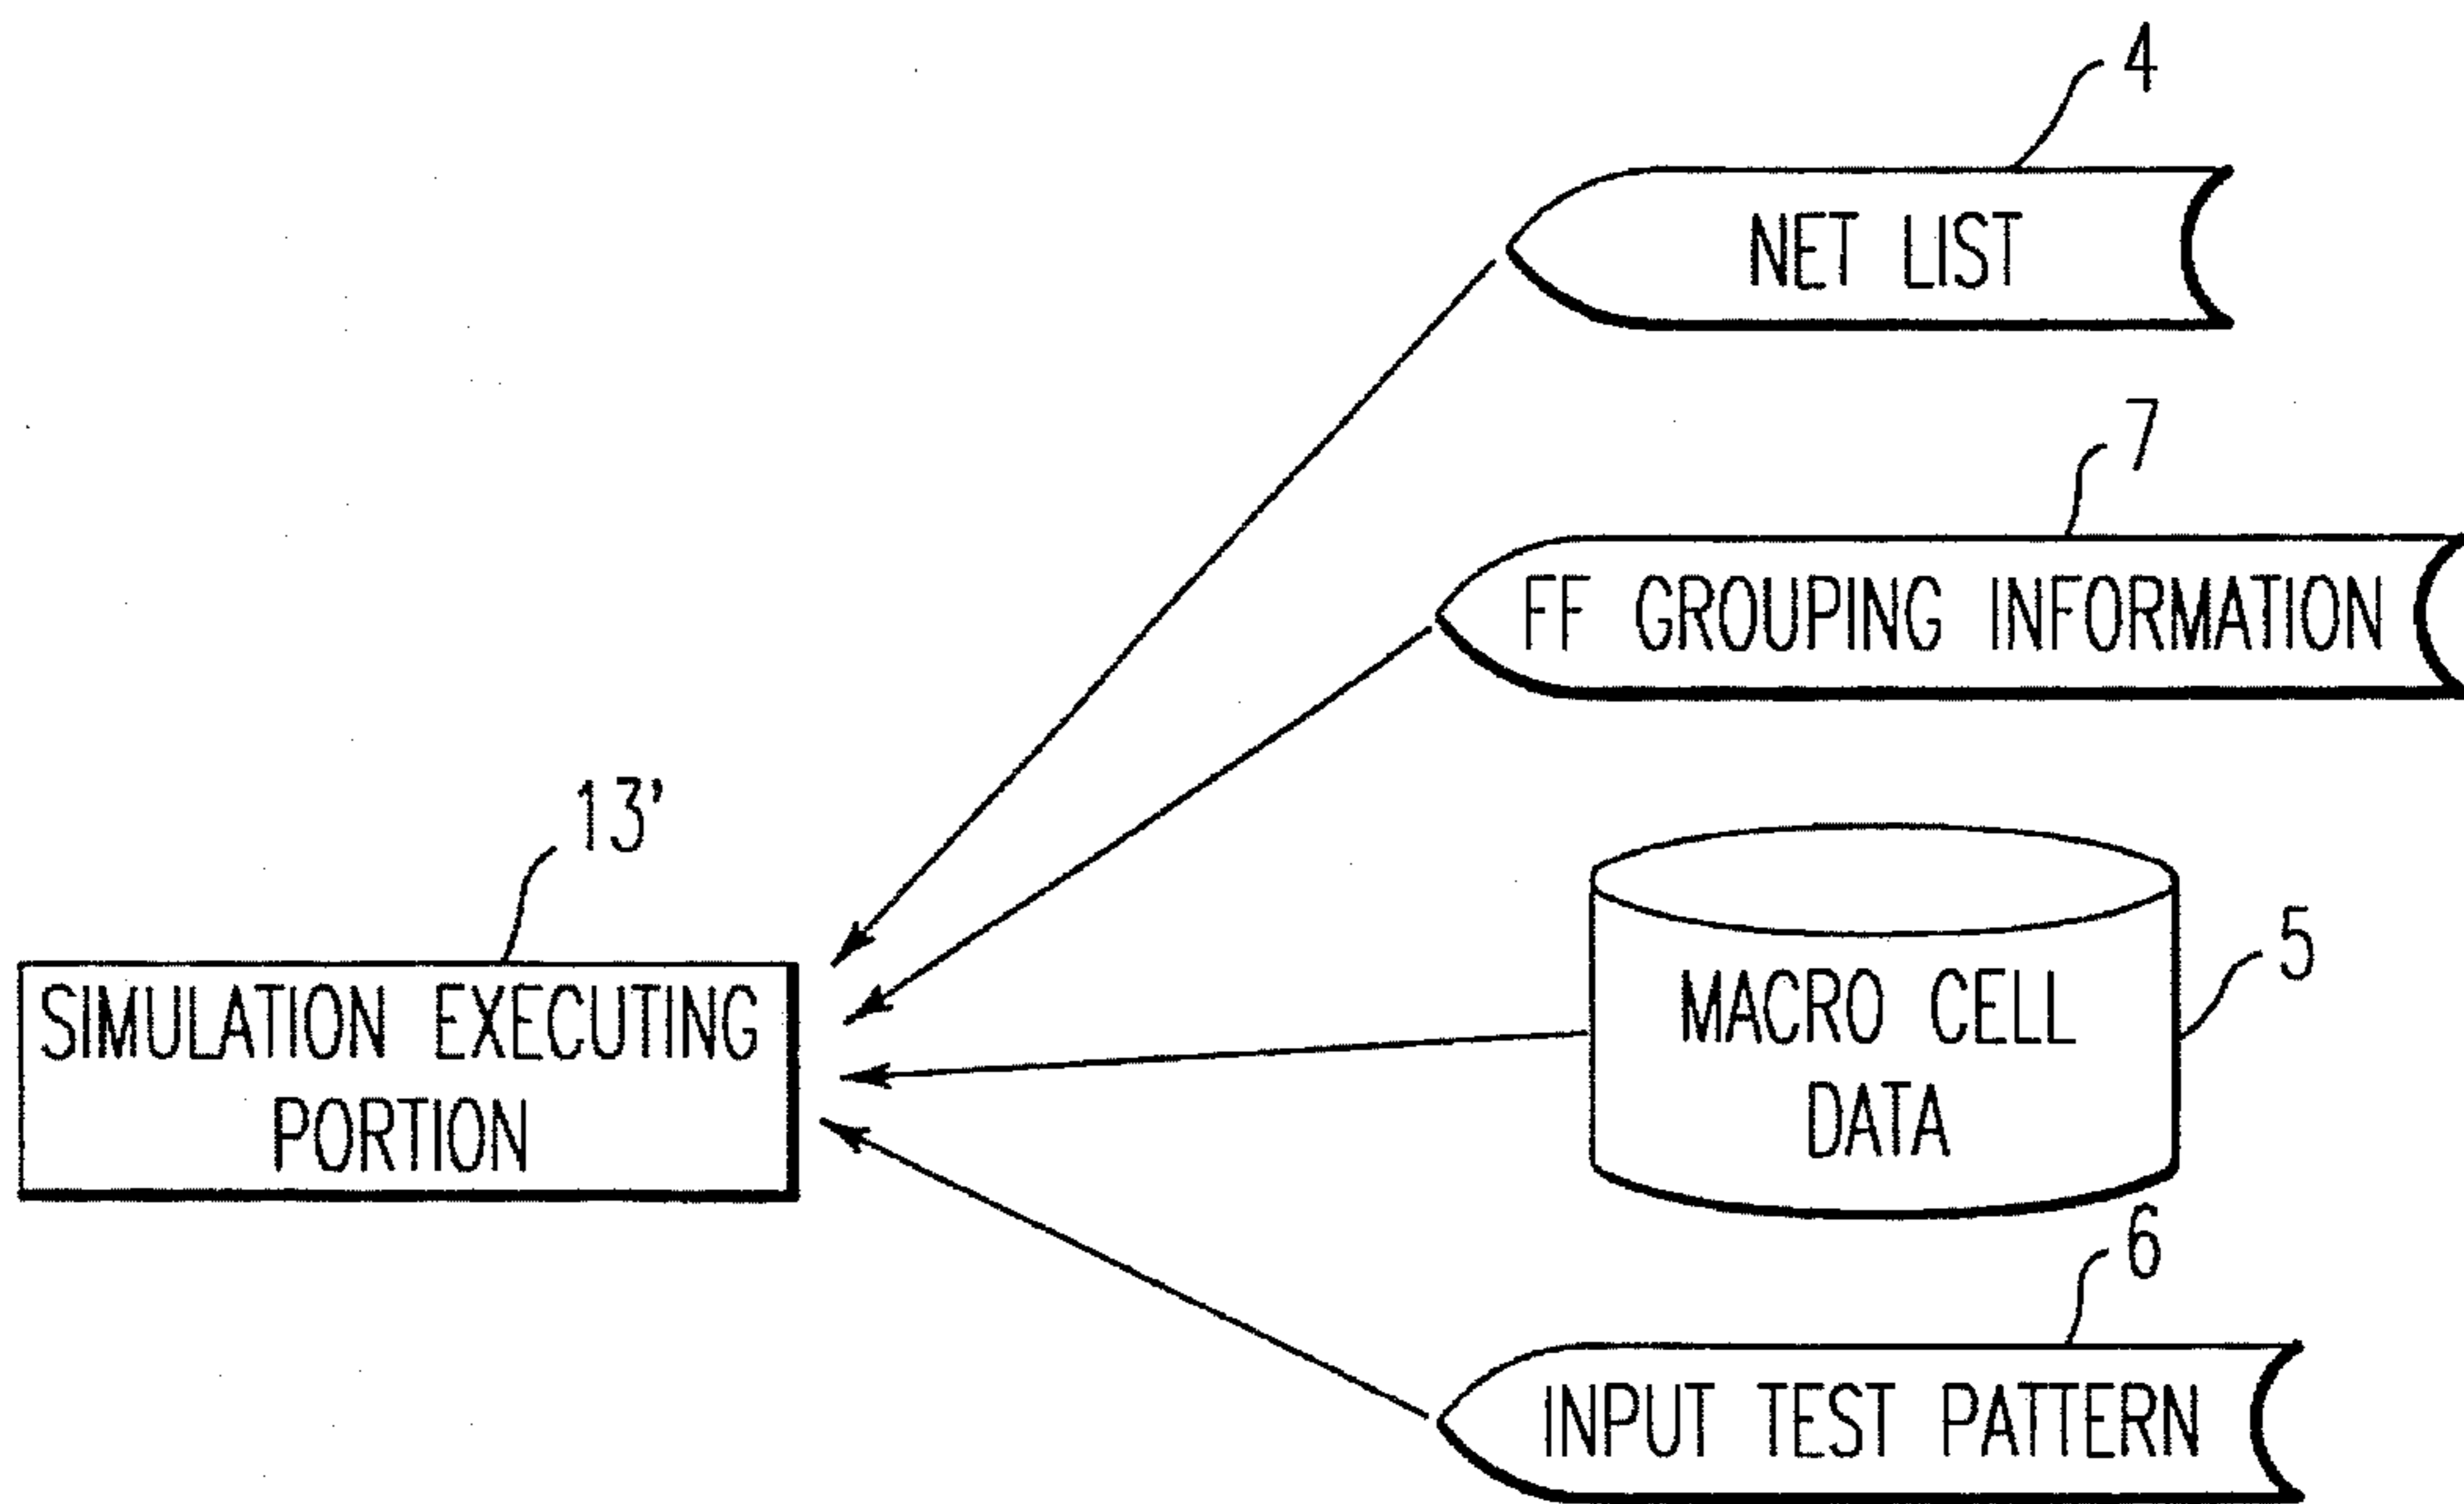 4
NET LIST
7
FF GROUPING INFORMATION
13'
SIMULATION EXECUTING
PORTION
5
MACRO CELL
DATA
6
INPUT TEST PATTERN